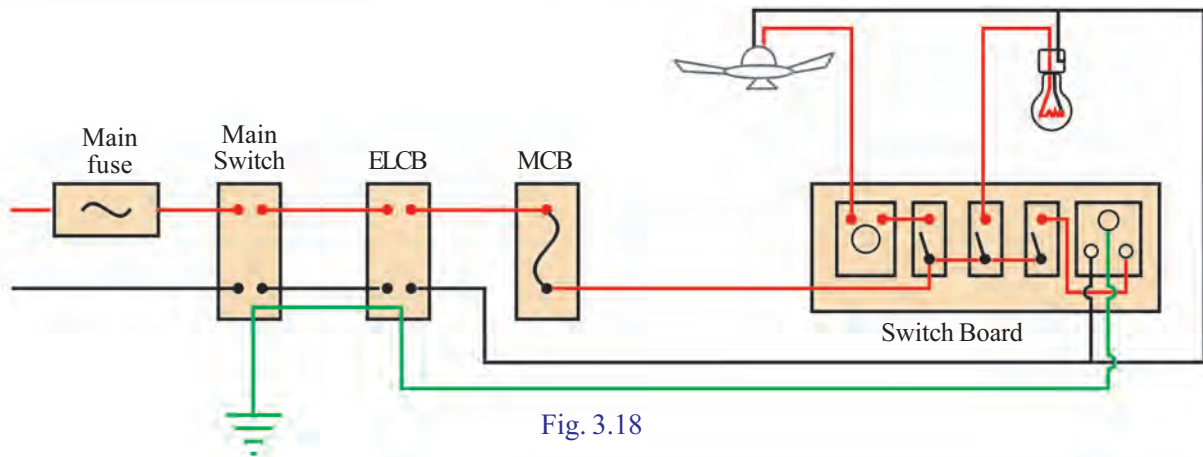 Main
fuse
Main
Switch
ELCB
MCB
Switch Board
Fig. 3.18